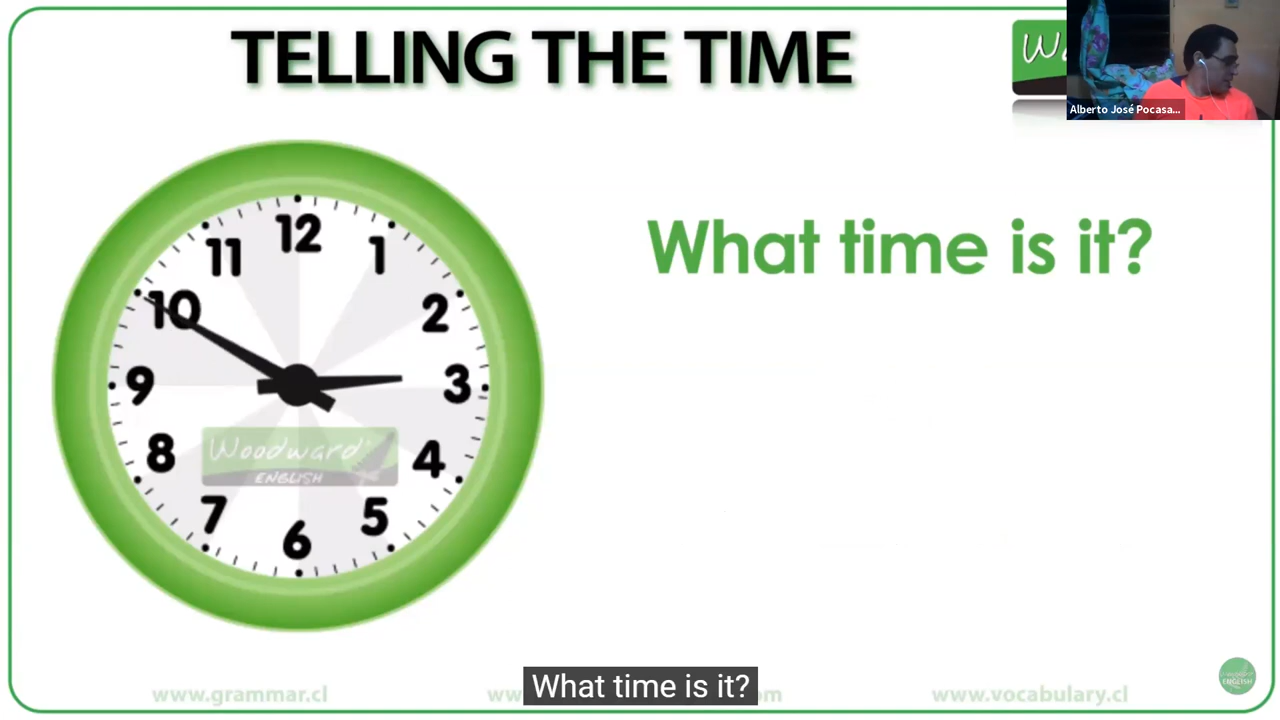 TELLING THE TIME
Alberto José Pocasa...
12
11
1
10
2
9
3
8
4
7
5
6
Woodward
ENGLISH
What time is it?
What time is it?
www.grammar.cl
www.vocabulary.cl
ENGLISH